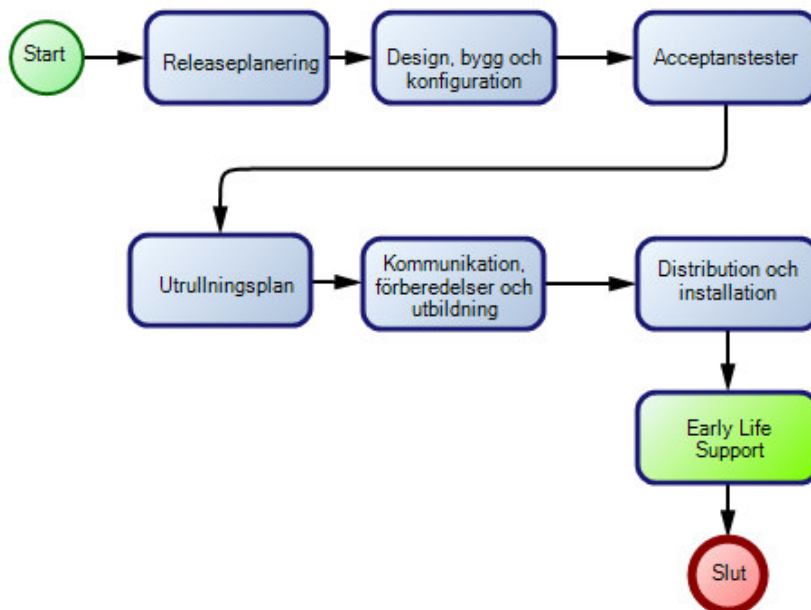 Start
Releaseplanering
Design, bygg och
konfiguration
Acceptanstester
Utrullningsplan
Kommunikation,
förberedelser och
utbildning
Distribution och
installation
Early Life
Support
Slut